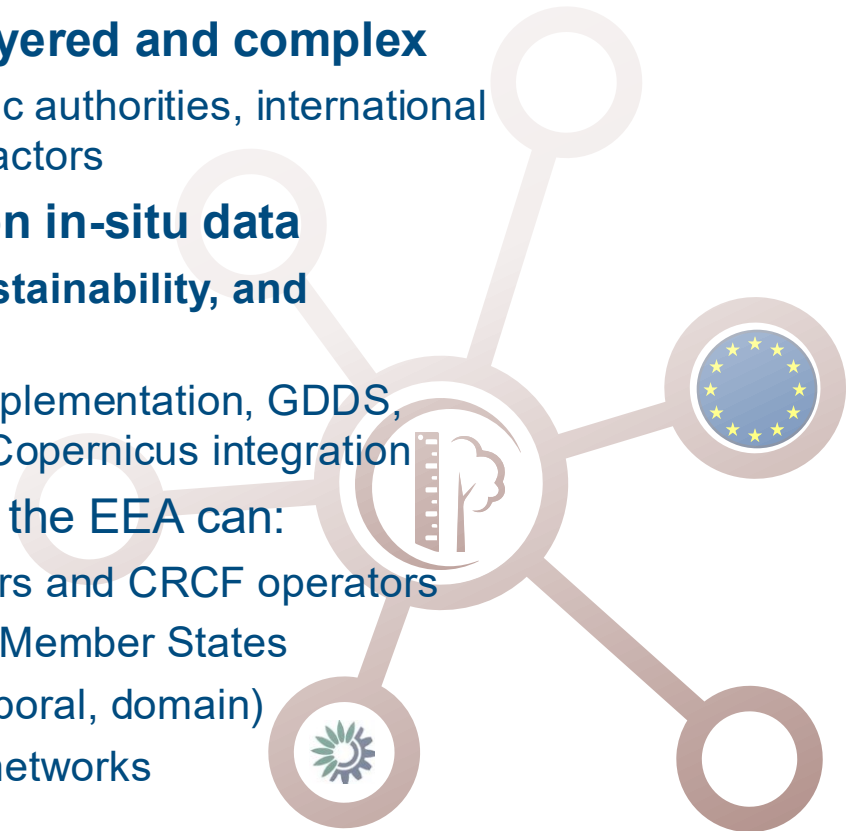 yered and complex
c authorities, international
actors
n in-situ data
stainability, and
plementation, GDDS,
Copernicus integration
the EEA can:
rs and CRCF operators
Member States
poral, domain)
networks